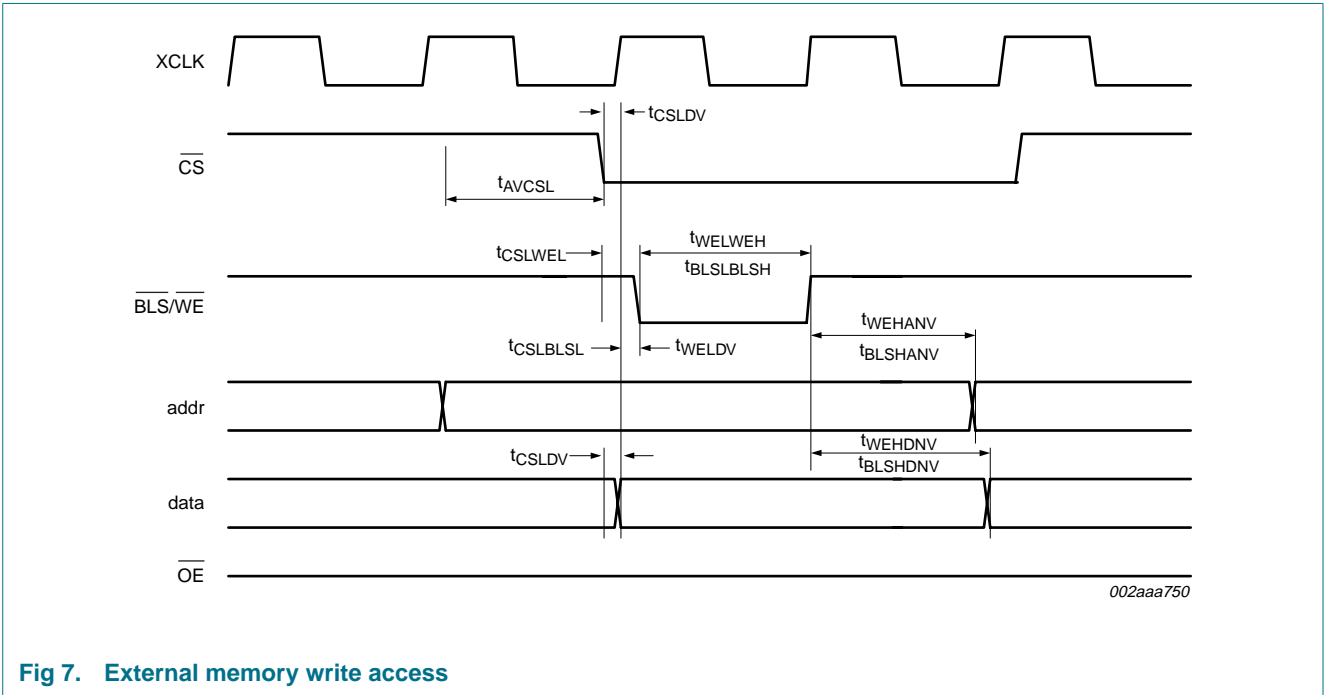 XCLK
tCSLDV
CS
tAVCSL
tCSLWEL
tWELWEH
tBLSLBLSH
BLS/WE
tWEHANV
tCSLBLSL
tWELDV
tBLSHANV
addr
tWEHDNV
tCSLDV
tBLSHDNV
data
OE
002aaa750
Fig 7. External memory write access